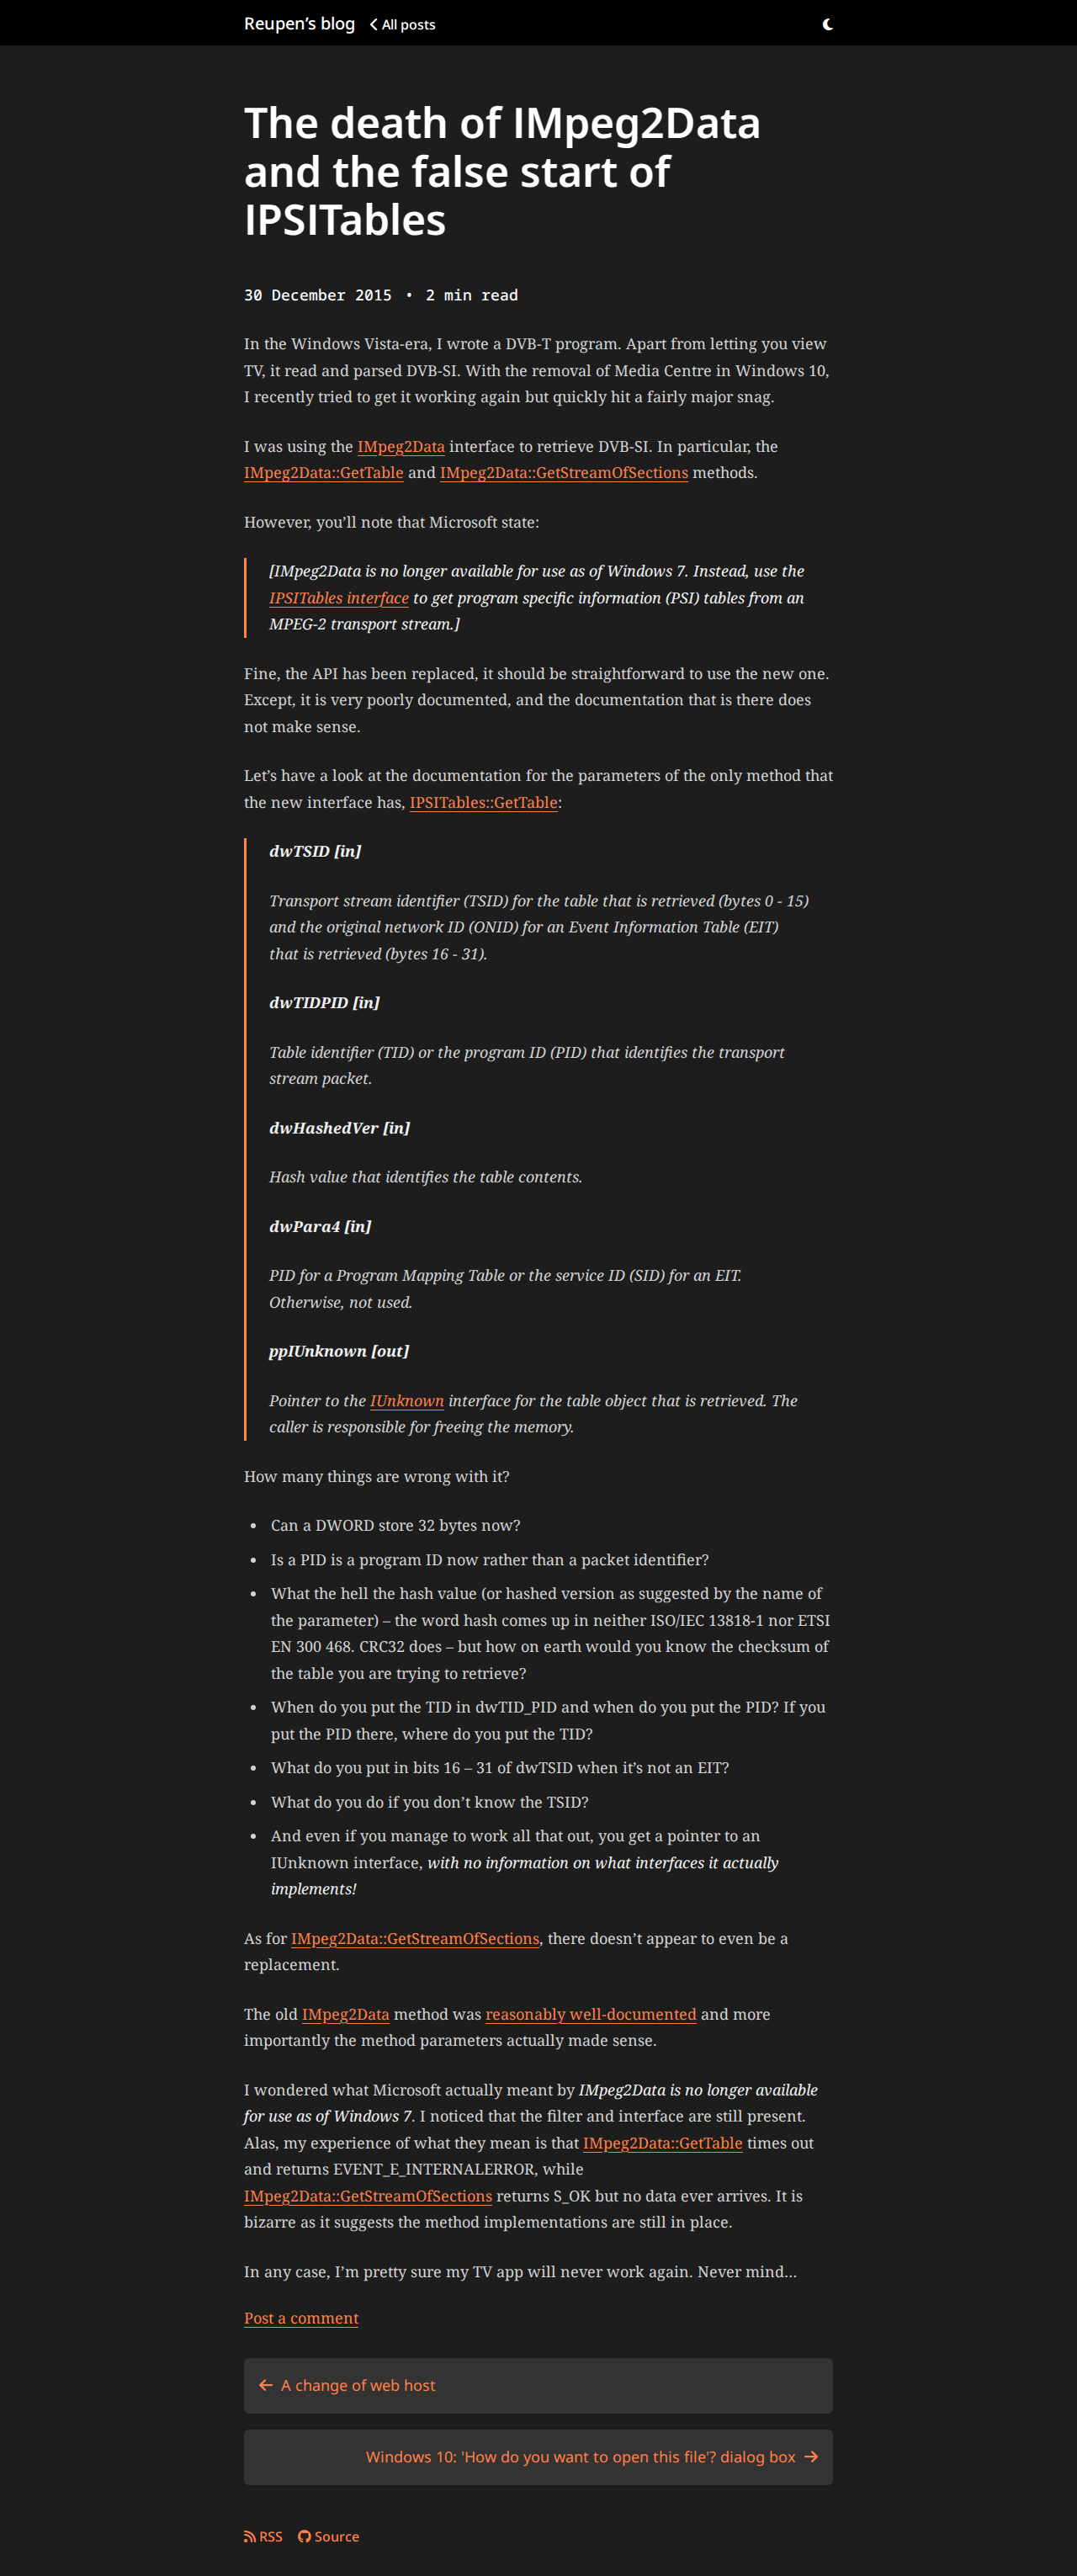 Reupen’s blog All posts
The death of IMpeg2Data
and the false start of
IPSITables
30 December 2015 • 2 min read
In the Windows Vista-era, I wrote a DVB-T program. Apart from letting you view
TV, it read and parsed DVB-SI. With the removal of Media Centre in Windows 10,
I recently tried to get it working again but quickly hit a fairly major snag.
I was using the IMpeg2Data interface to retrieve DVB-SI. In particular, the
IMpeg2Data::GetTable and IMpeg2Data::GetStreamOfSections methods.
However, you’ll note that Microsoft state:
[IMpeg2Data is no longer available for use as of Windows 7. Instead, use the
IPSITables interface to get program specific information (PSI) tables from an
MPEG-2 transport stream.]
Fine, the API has been replaced, it should be straightforward to use the new one.
Except, it is very poorly documented, and the documentation that is there does
not make sense.
Let’s have a look at the documentation for the parameters of the only method that
the new interface has, IPSITables::GetTable:
dwTSID [in]
Transport stream identifier (TSID) for the table that is retrieved (bytes 0 - 15)
and the original network ID (ONID) for an Event Information Table (EIT)
that is retrieved (bytes 16 - 31).
dwTIDPID [in]
Table identifier (TID) or the program ID (PID) that identifies the transport
stream packet.
dwHashedVer [in]
Hash value that identifies the table contents.
dwPara4 [in]
PID for a Program Mapping Table or the service ID (SID) for an EIT.
Otherwise, not used.
ppIUnknown [out]
Pointer to the IUnknown interface for the table object that is retrieved. The
caller is responsible for freeing the memory.
How many things are wrong with it?
• Can a DWORD store 32 bytes now?
• Is a PID is a program ID now rather than a packet identifier?
• What the hell the hash value (or hashed version as suggested by the name of
the parameter) – the word hash comes up in neither ISO/IEC 13818-1 nor ETSI
EN 300 468. CRC32 does – but how on earth would you know the checksum of
the table you are trying to retrieve?
• When do you put the TID in dwTID_PID and when do you put the PID? If you
put the PID there, where do you put the TID?
• What do you put in bits 16 – 31 of dwTSID when it’s not an EIT?
• What do you do if you don’t know the TSID?
• And even if you manage to work all that out, you get a pointer to an
IUnknown interface, with no information on what interfaces it actually
implements!
As for IMpeg2Data::GetStreamOfSections, there doesn’t appear to even be a
replacement.
The old IMpeg2Data method was reasonably well-documented and more
importantly the method parameters actually made sense.
I wondered what Microsoft actually meant by IMpeg2Data is no longer available
for use as of Windows 7. I noticed that the filter and interface are still present.
Alas, my experience of what they mean is that IMpeg2Data::GetTable times out
and returns EVENT_E_INTERNALERROR, while
IMpeg2Data::GetStreamOfSections returns S_OK but no data ever arrives. It is
bizarre as it suggests the method implementations are still in place.
In any case, I’m pretty sure my TV app will never work again. Never mind…
Post a comment
← A change of web host
Windows 10: 'How do you want to open this file'? dialog box →
RSS Source